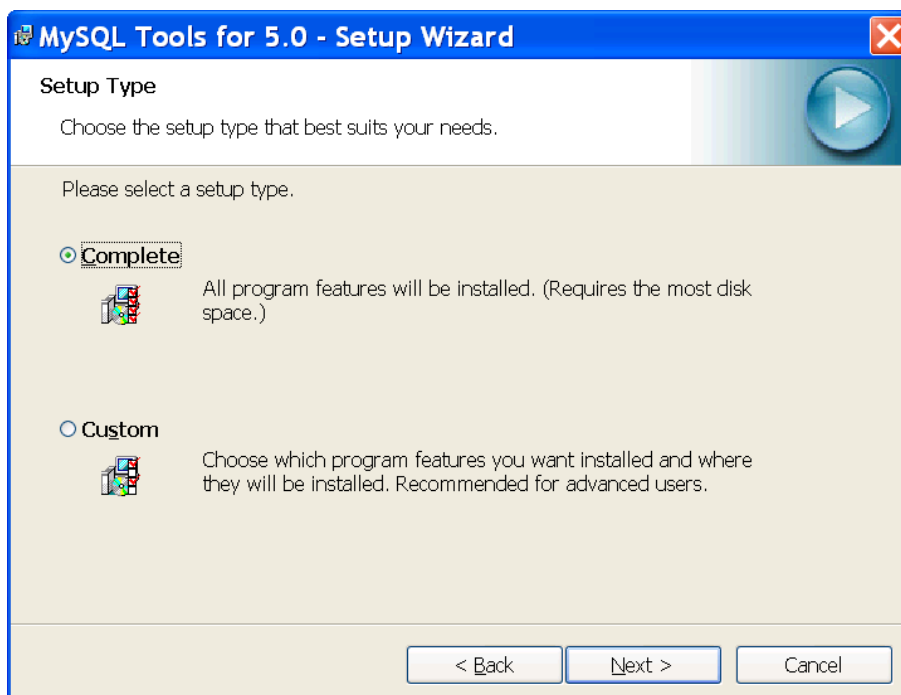 MySQL Tools for 5.0 - Setup Wizard
Setup Type
Choose the setup type that best suits your needs.
Please select a setup type.
Complete
All program features will be installed. (Requires the most disk
space.)
Custom
Choose which program features you want installed and where
they will be installed. Recommended for advanced users.
< Back
Next >
Cancel